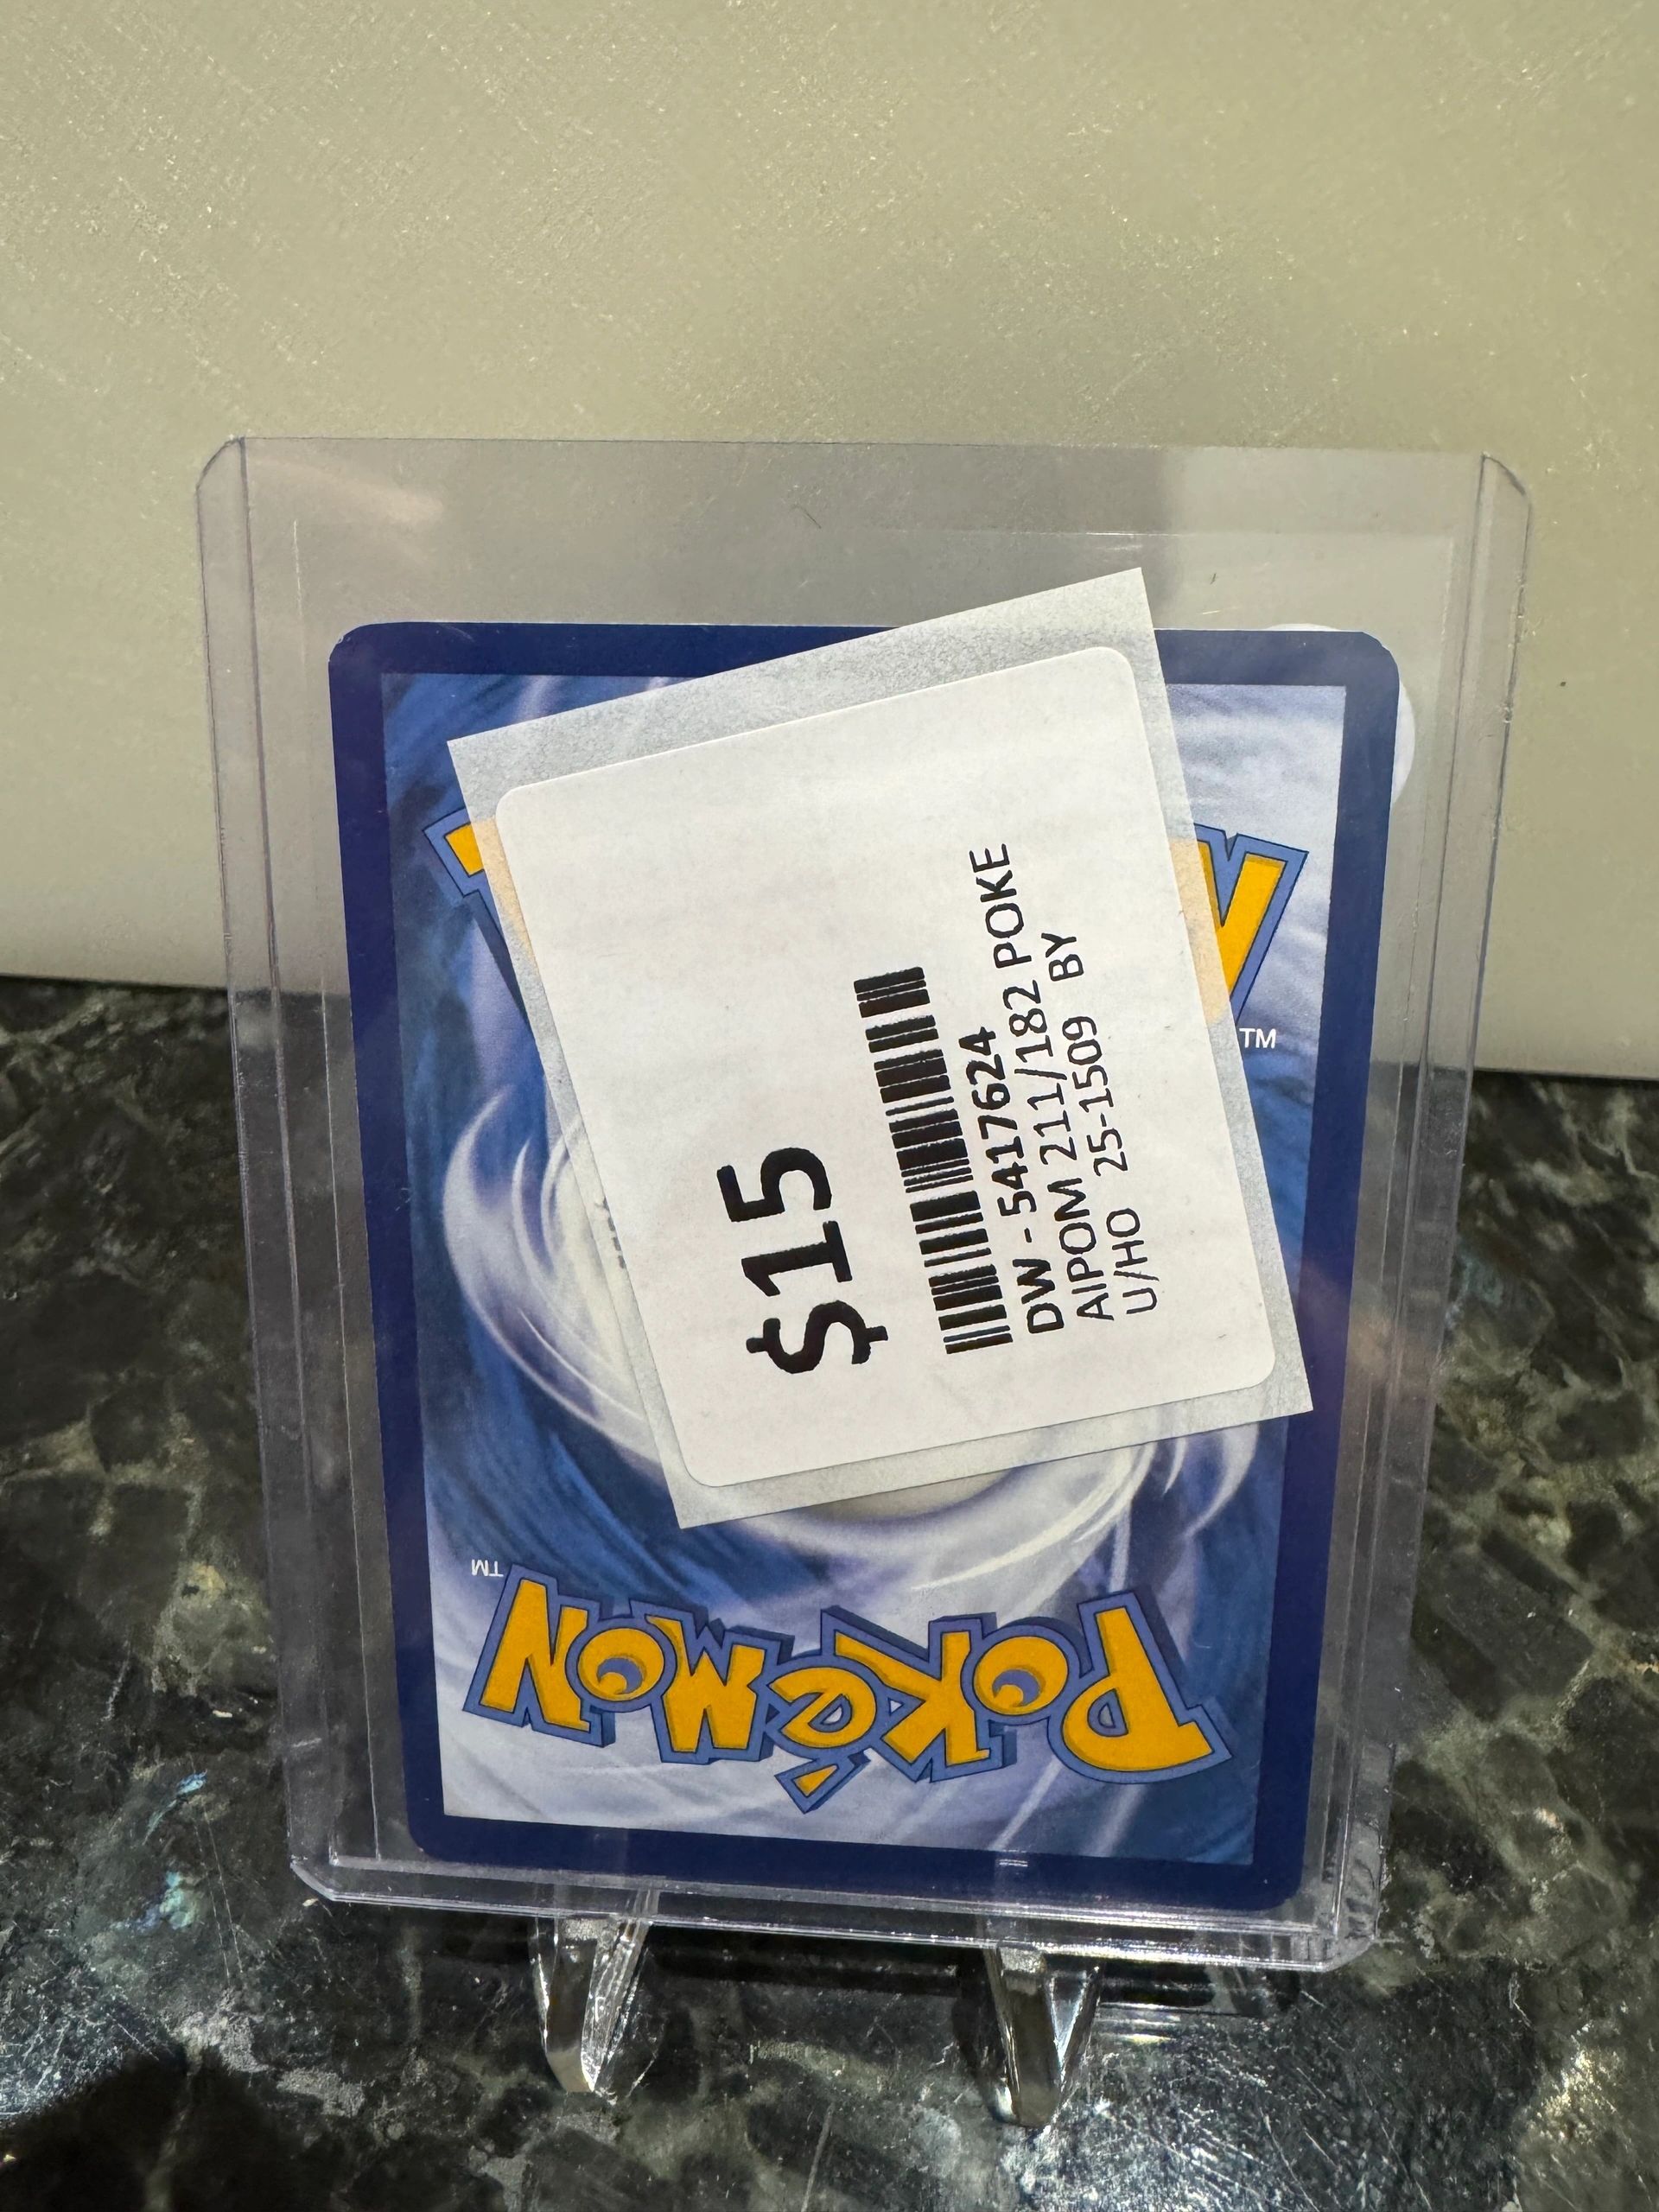 $15
DW - 5417624
AIPOM 211/182 POKE
U/HO 25-1509 BY
TM
TM
POKéMON